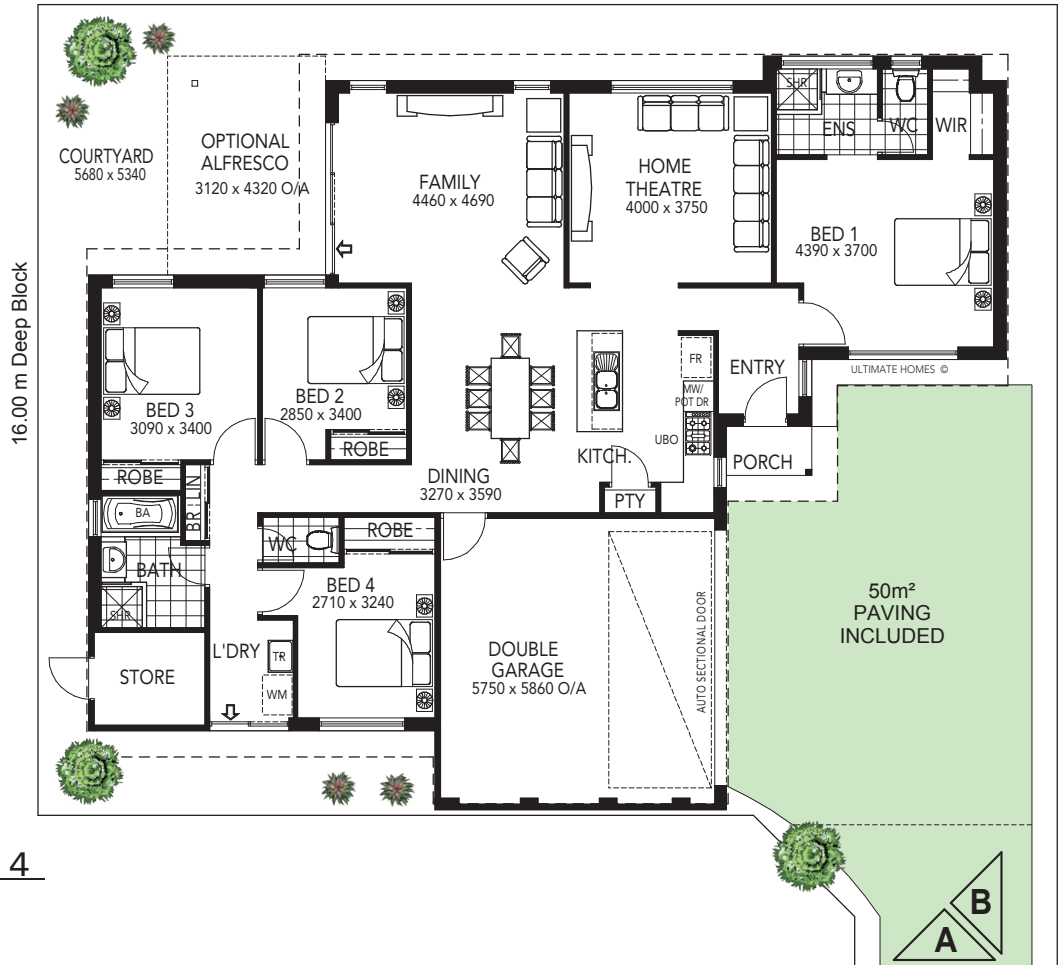 SHR
ENS
WC
WIR
COURTYARD
5680 x 5340
OPTIONAL
ALFRESCO
3120 x 4320 O/A
FAMILY
4460 x 4690
HOME
THEATRE
4000 x 3750
BED 1
4390 x 3700
16.00 m Deep Block
FR
MW/
POT DR
UBO
ENTRY
ULTIMATE HOMES ©
BED 3
3090 x 3400
BED 2
2850 x 3400
ROBE
ROBE
DINING
3270 x 3590
KITCH.
PTY
PORCH
BA
BR
LIN
WC
ROBE
BATH
SHR
BED 4
2710 x 3240
L'DRY
TR
WM
STORE
DOUBLE
GARAGE
5750 x 5860 O/A
AUTO SECTIONAL DOOR
50m²
PAVING
INCLUDED
4
B
A